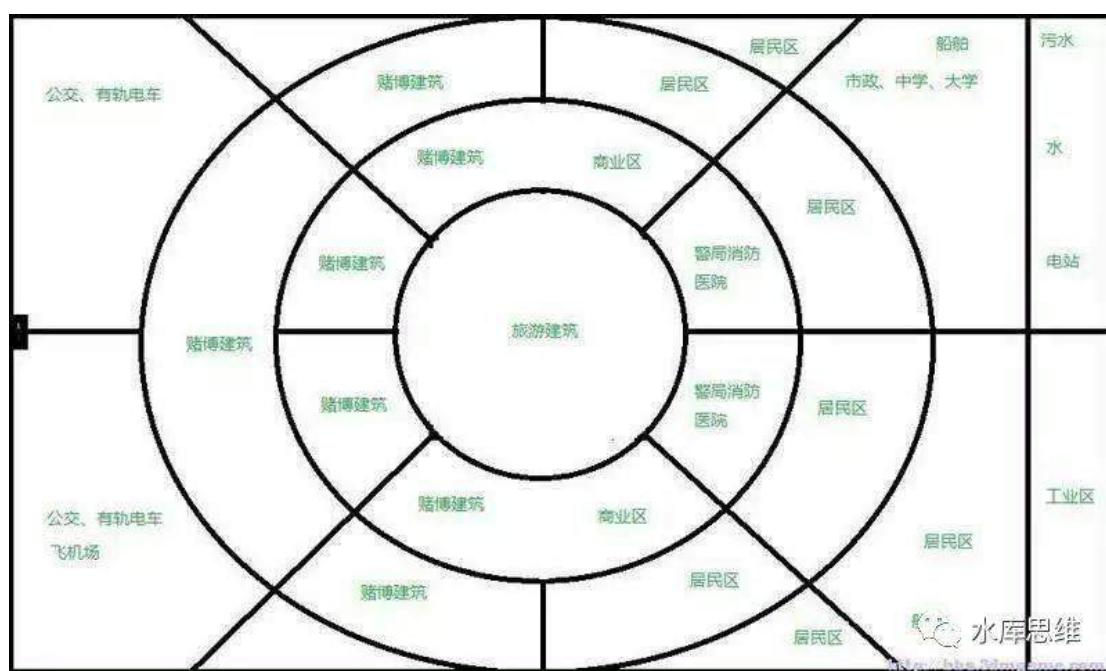 居民区
船舶
污水
公交、有轨电车
赌博建筑
居民区
市政、中学、大学
赌博建筑
商业区
水
居民区
赌博建筑
警局消防
医院
电站
旅游建筑
赌博建筑
赌博建筑
警局消防
医院
居民区
赌博建筑
商业区
工业区
公交、有轨电车
飞机场
居民区
赌博建筑
居民区
居民区
水库思维